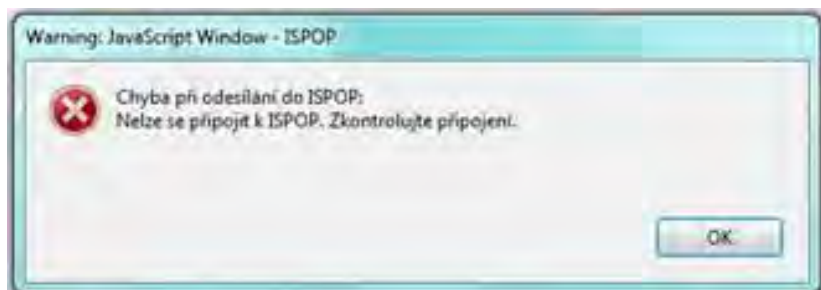 Warning: JavaScript Window - ISPOP
Chyba při odesílání do ISPOP:
Nelze se připojit k ISPOP. Zkontrolujte připojení.
OK